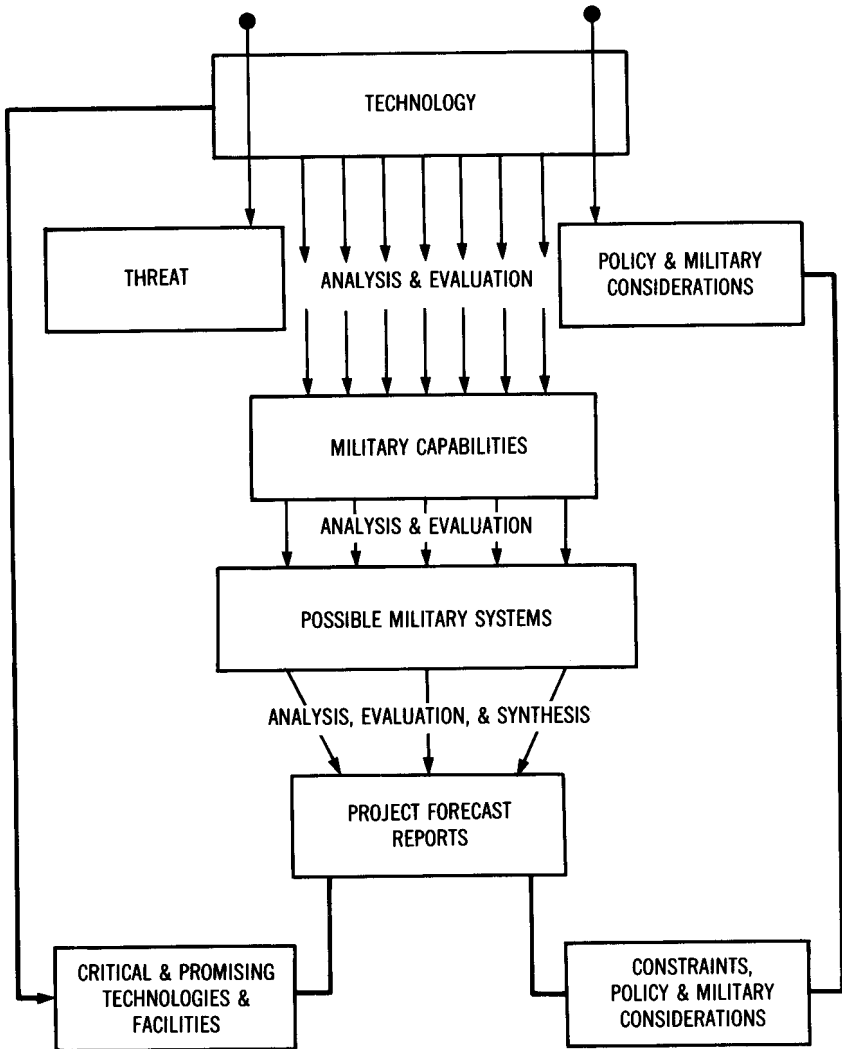 TECHNOLOGY
THREAT
ANALYSIS & EVALUATION
POLICY & MILITARY
CONSIDERATIONS
MILITARY CAPABILITIES
ANALYSIS & EVALUATION
POSSIBLE MILITARY SYSTEMS
ANALYSIS, EVALUATION, & SYNTHESIS
PROJECT FORECAST
REPORTS
CRITICAL & PROMISING
TECHNOLOGIES &
FACILITIES
CONSTRAINTS,
POLICY & MILITARY
CONSIDERATIONS